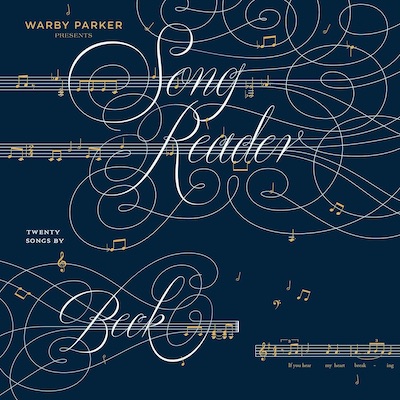 WARBY PARKER
PRESENTS
Song
Reader
TWENTY
SONGS BY
Beck
If you hear my heart break - ing